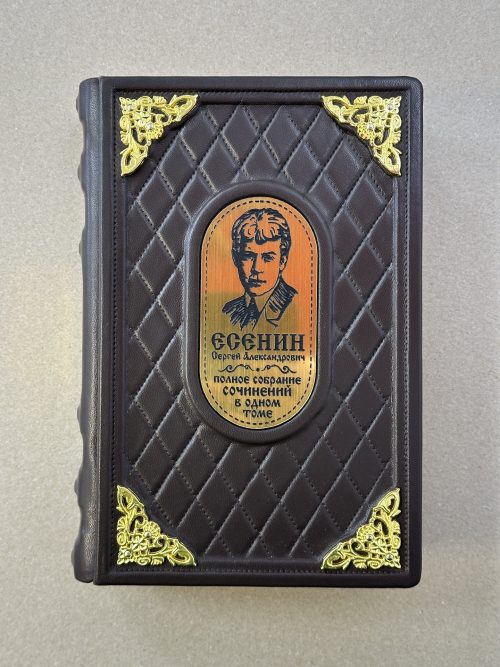 ЕСЕНИН
Сергей Александрович
ПОЛНОЕ СОБРАНИЕ
СОЧИНЕНИЙ
В ОДНОМ
ТОМЕ